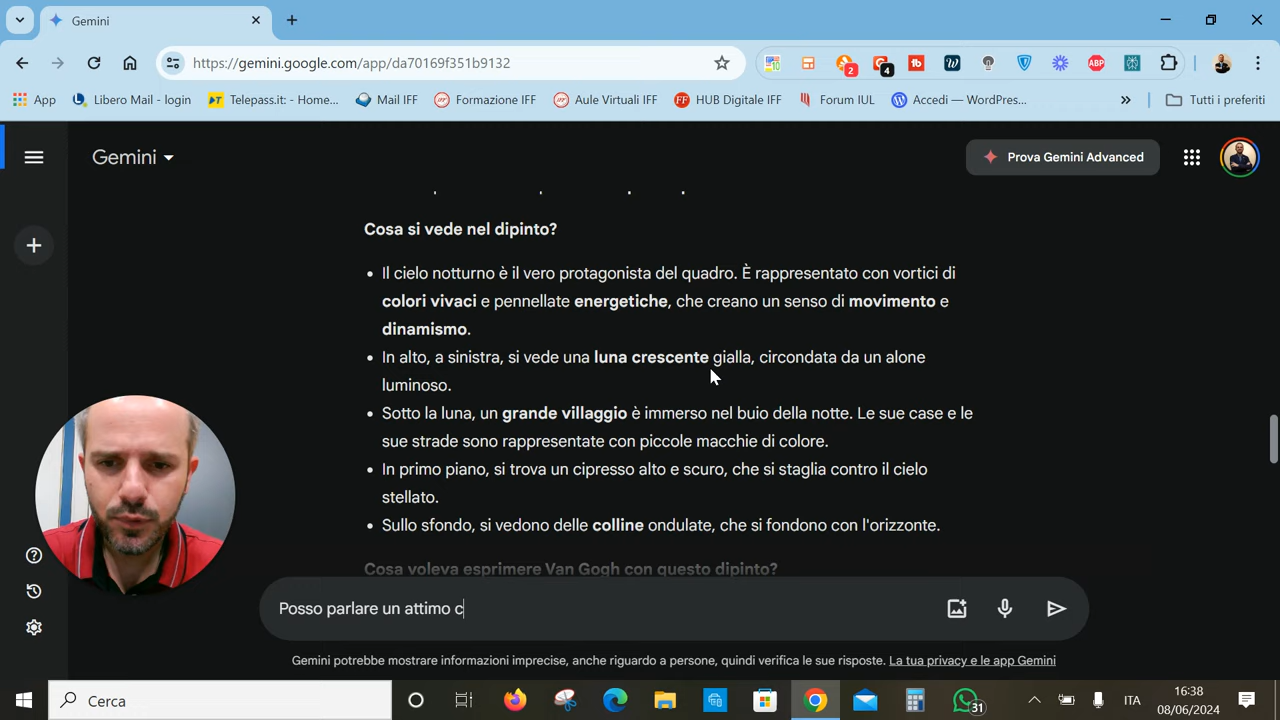 Gemini
https://gemini.google.com/app/da70169f351b9132
10
2
4
tb
W
ABP
App
Libero Mail - login
Telepass.it - Home...
Mail IFF
Formazione IFF
Aule Virtuali IFF
HUB Digitale IFF
Forum IUL
Accedi — WordPress...
Tutti i preferiti
Gemini
Prova Gemini Advanced
Cosa si vede nel dipinto?
• Il cielo notturno è il vero protagonista del quadro. È rappresentato con vortici di
colori vivaci e pennellate energetiche, che creano un senso di movimento e
dinamismo.
• In alto, a sinistra, si vede una luna crescente gialla, circondata da un alone
luminoso.
• Sotto la luna, un grande villaggio è immerso nel buio della notte. Le sue case e le
sue strade sono rappresentate con piccole macchie di colore.
• In primo piano, si trova un cipresso alto e scuro, che si staglia contro il cielo
stellato.
• Sullo sfondo, si vedono delle colline ondulate, che si fondono con l'orizzonte.
Cosa voleva esprimere Van Gogh con questo dipinto?
Posso parlare un attimo c
Gemini potrebbe mostrare informazioni imprecise, anche riguardo a persone, quindi verifica le sue risposte. La tua privacy e le app Gemini
Cerca
31
ITA
16:38
08/06/2024